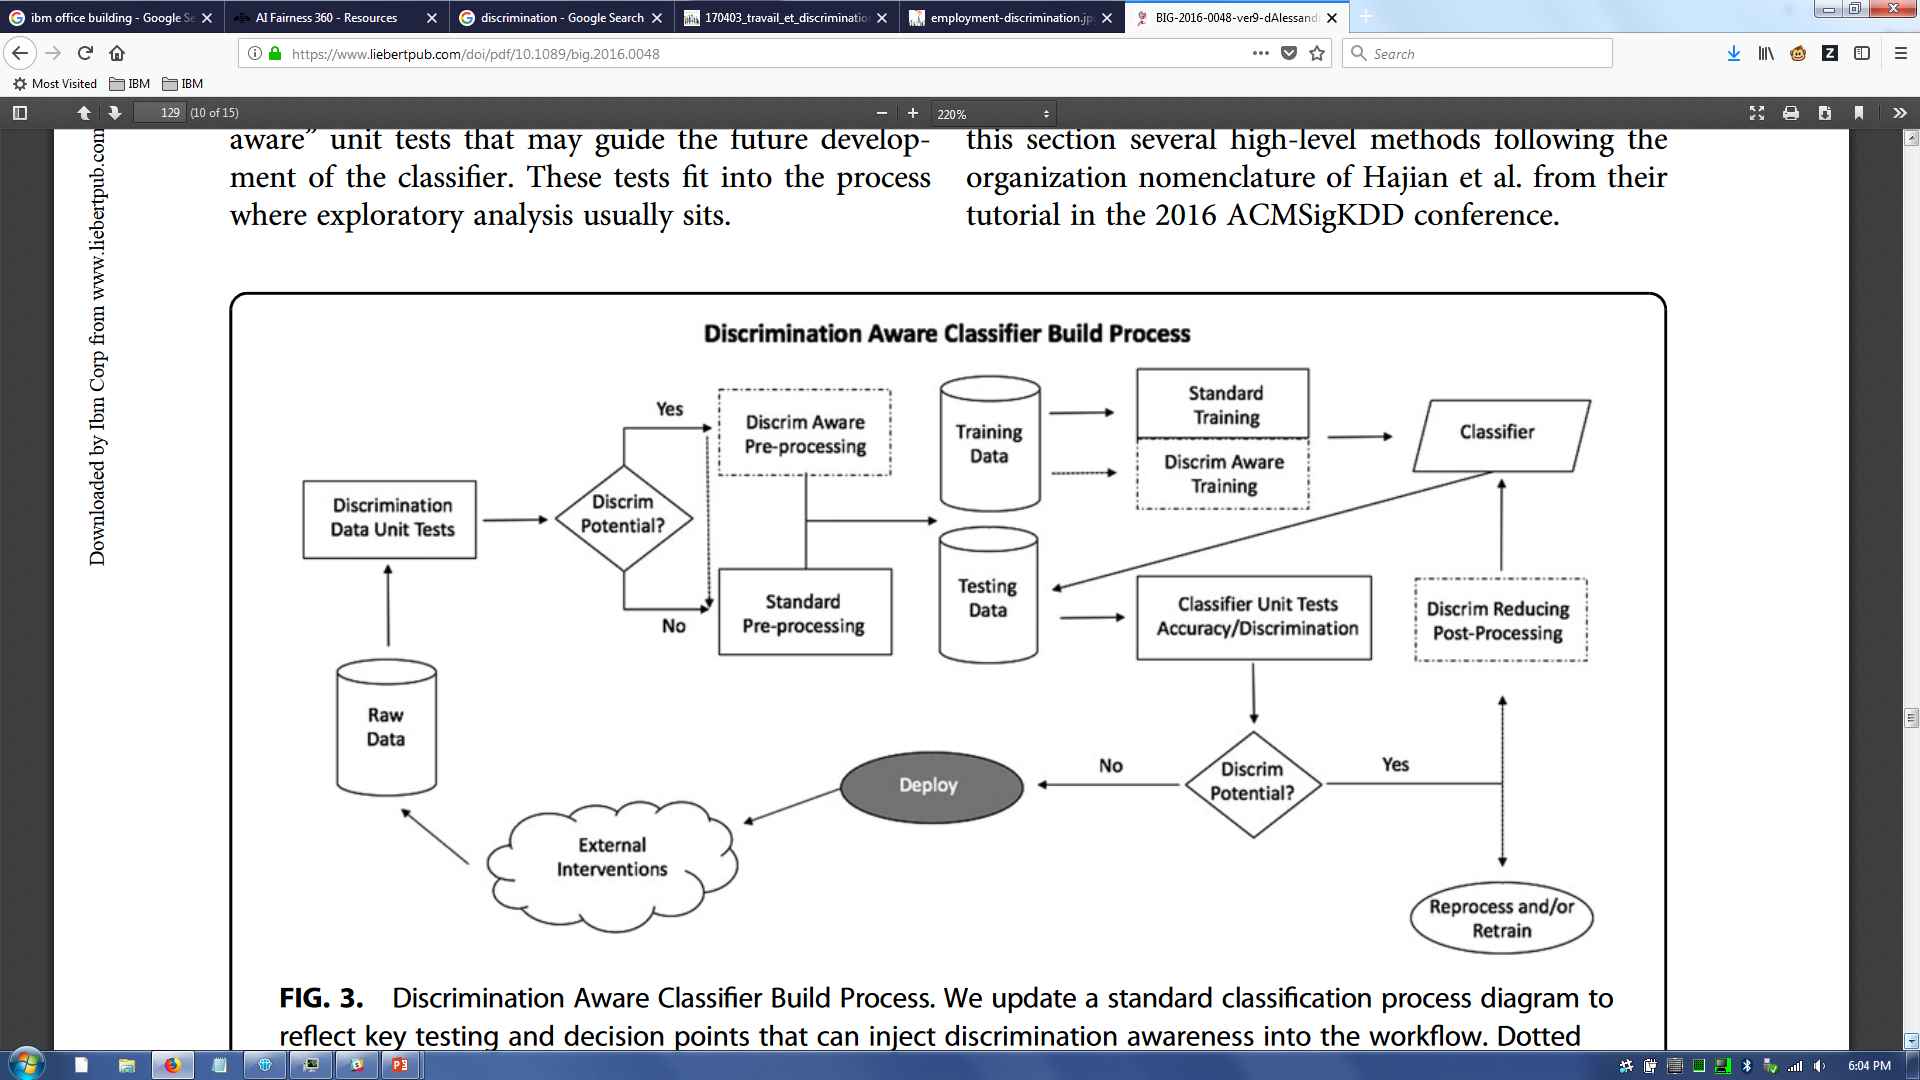 ibm office building - Google Se
AI Fairness 360 - Resources
discrimination - Google Search
170403_travail_et_discrimination
employment-discrimination.jp
BIG-2016-0048-ver9-dAlessand
https://www.liebertpub.com/doi/pdf/10.1089/big.2016.0048
Search
Most Visited
IBM
IBM
129
(10 of 15)
220%
Downloaded by Ibm Corp from www.liebertpub.com
aware” unit tests that may guide the future develop-
ment of the classifier. These tests fit into the process
where exploratory analysis usually sits.
this section several high-level methods following the
organization nomenclature of Hajian et al. from their
tutorial in the 2016 ACMSigKDD conference.
Discrimination Aware Classifier Build Process
Discrimination
Data Unit Tests
Discrim
Potential?
Yes
No
Discrim Aware
Pre-processing
Standard
Pre-processing
Training
Data
Testing
Data
Standard
Training
Discrim Aware
Training
Classifier
Classifier Unit Tests
Accuracy/Discrimination
Discrim Reducing
Post-Processing
Raw
Data
External
Interventions
Deploy
No
Discrim
Potential?
Yes
Reprocess and/or
Retrain
FIG. 3. Discrimination Aware Classifier Build Process. We update a standard classification process diagram to
reflect key testing and decision points that can inject discrimination awareness into the workflow. Dotted
6:04 PM